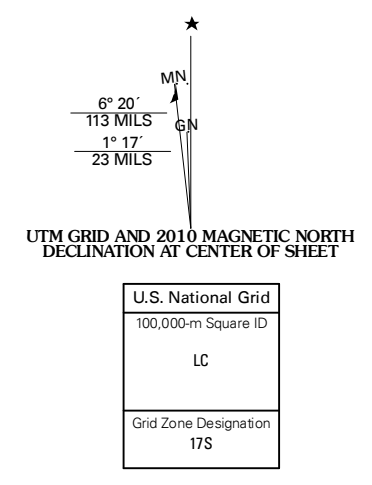 ★
M.N.
6° 20´
113 MILS
GN
1° 17´
23 MILS
UTM GRID AND 2010 MAGNETIC NORTH
DECLINATION AT CENTER OF SHEET
U.S. National Grid
100,000-m Square ID
LC
Grid Zone Designation
17S